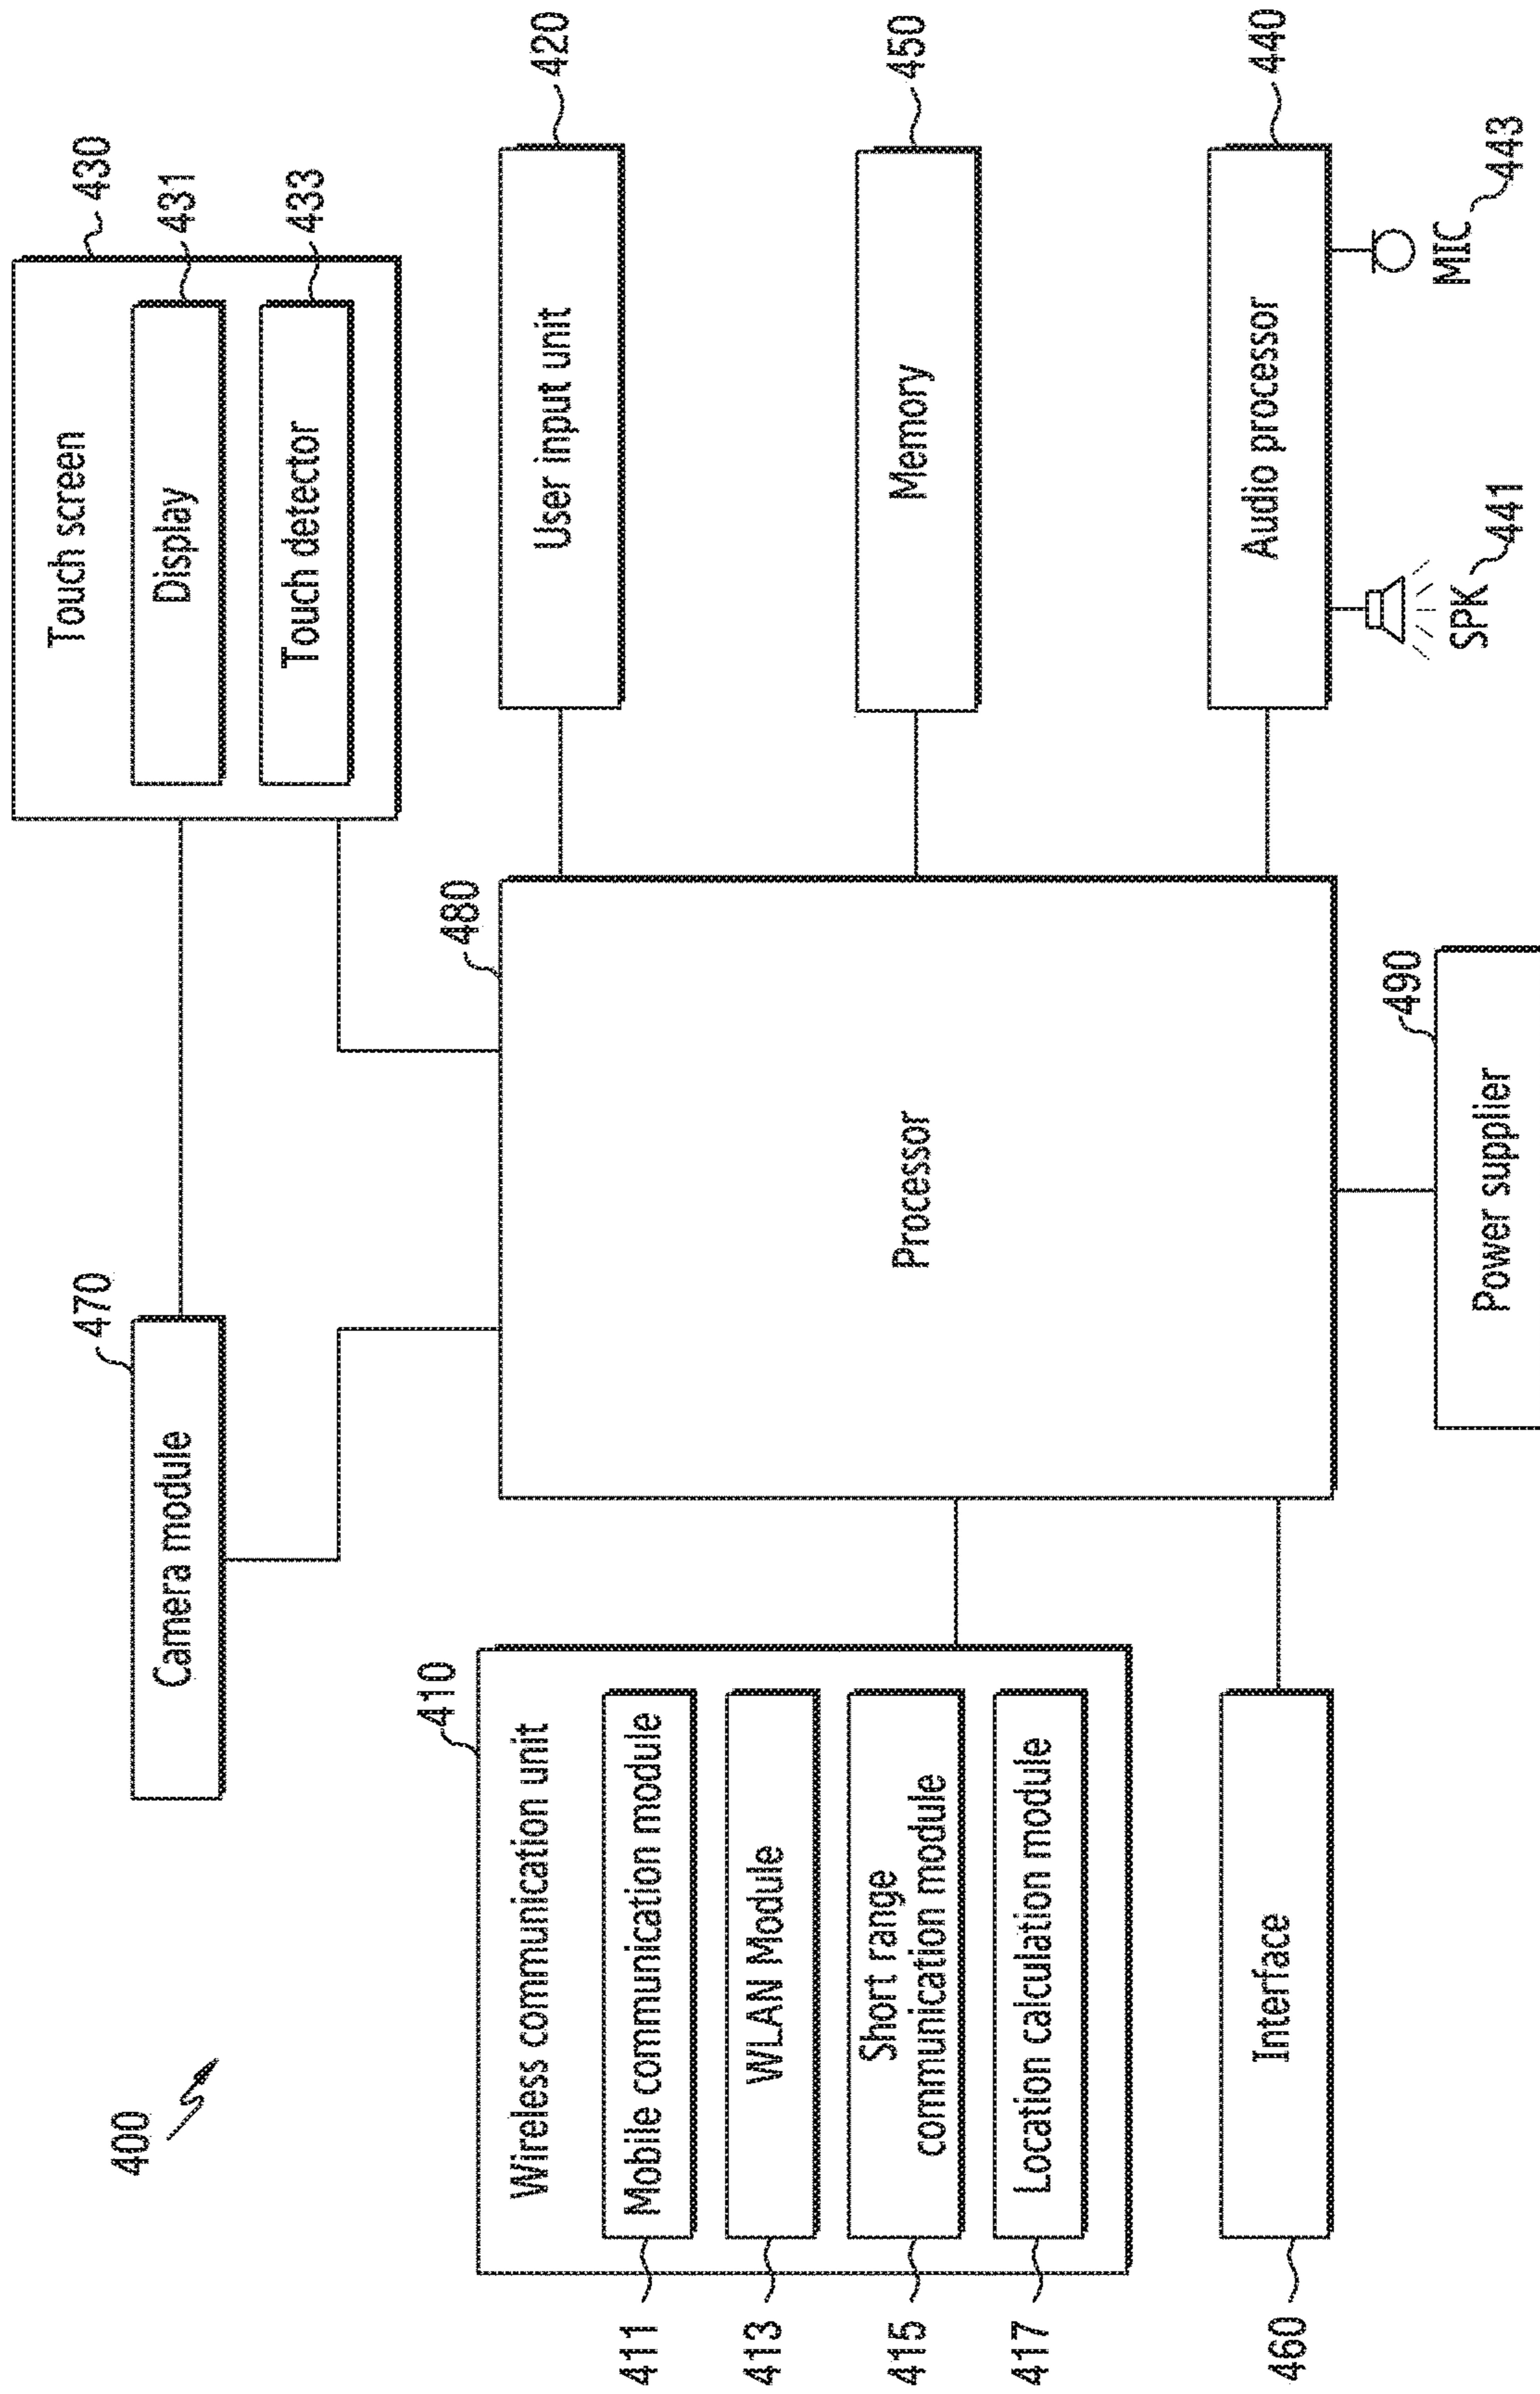 400
470
Camera module
430
Touch screen
431
Display
433
Touch detector
410
Wireless communication unit
411
Mobile communication module
413
WLAN Module
415
Short range
communication module
417
Location calculation module
460
Interface
480
Processor
420
User input unit
450
Memory
440
Audio processor
SPK
441
MIC
443
490
Power supplier